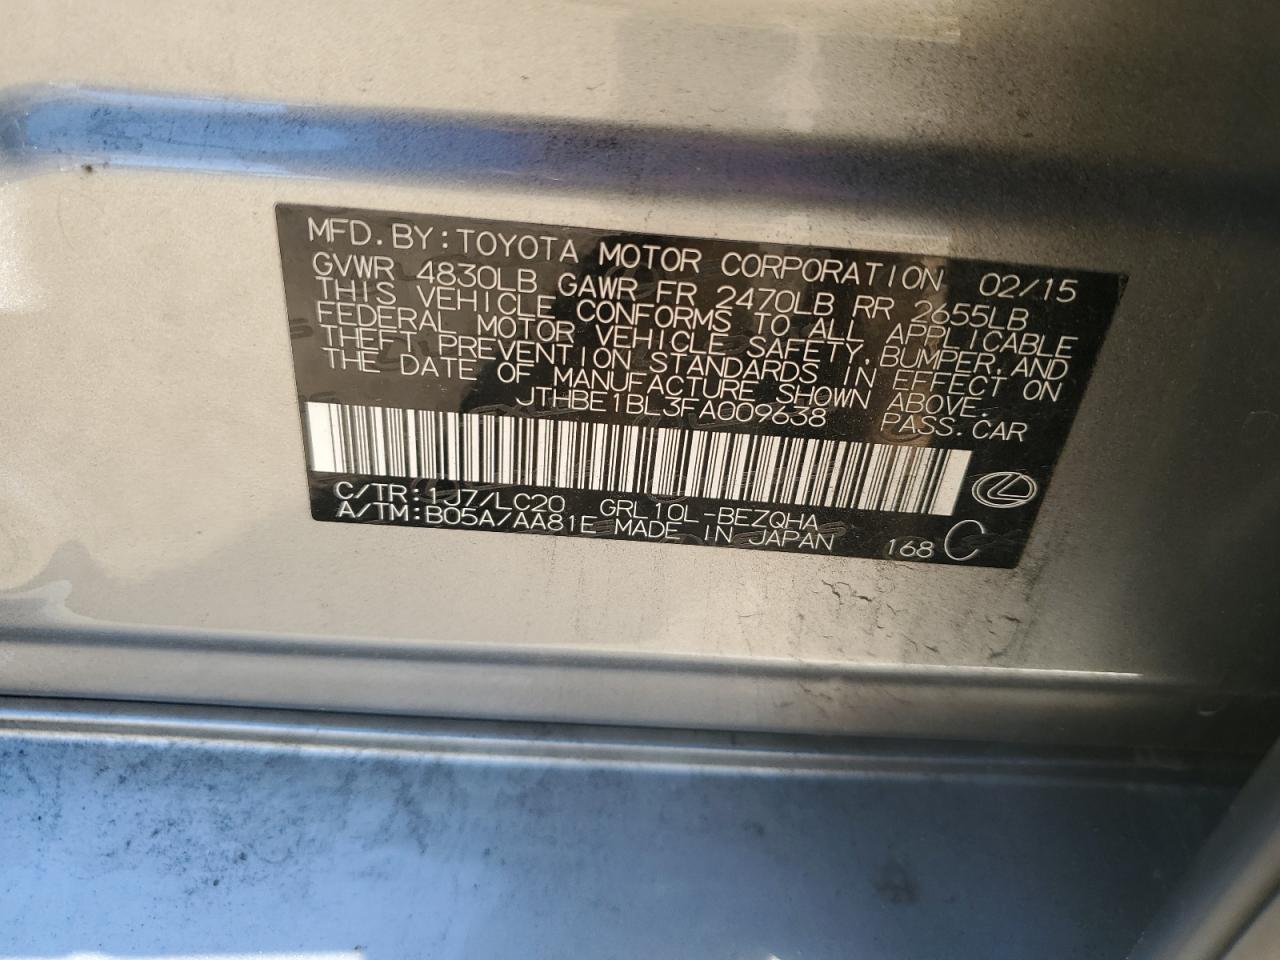 MFD. BY: TOYOTA MOTOR CORPORATION 02/15
GVWR 4830LB GAWR FR 2470LB RR 2655LB
THIS VEHICLE CONFORMS TO ALL APPLICABLE
FEDERAL MOTOR VEHICLE SAFETY, BUMPER, AND
THEFT PREVENTION STANDARDS IN EFFECT ON
THE DATE OF MANUFACTURE SHOWN ABOVE.
JTHBE1BL3FA009638 PASS. CAR
C/TR: 1J7/LC20 GRL10L-BEZQHA
A/TM: B05A/AA81E MADE IN JAPAN 168 C